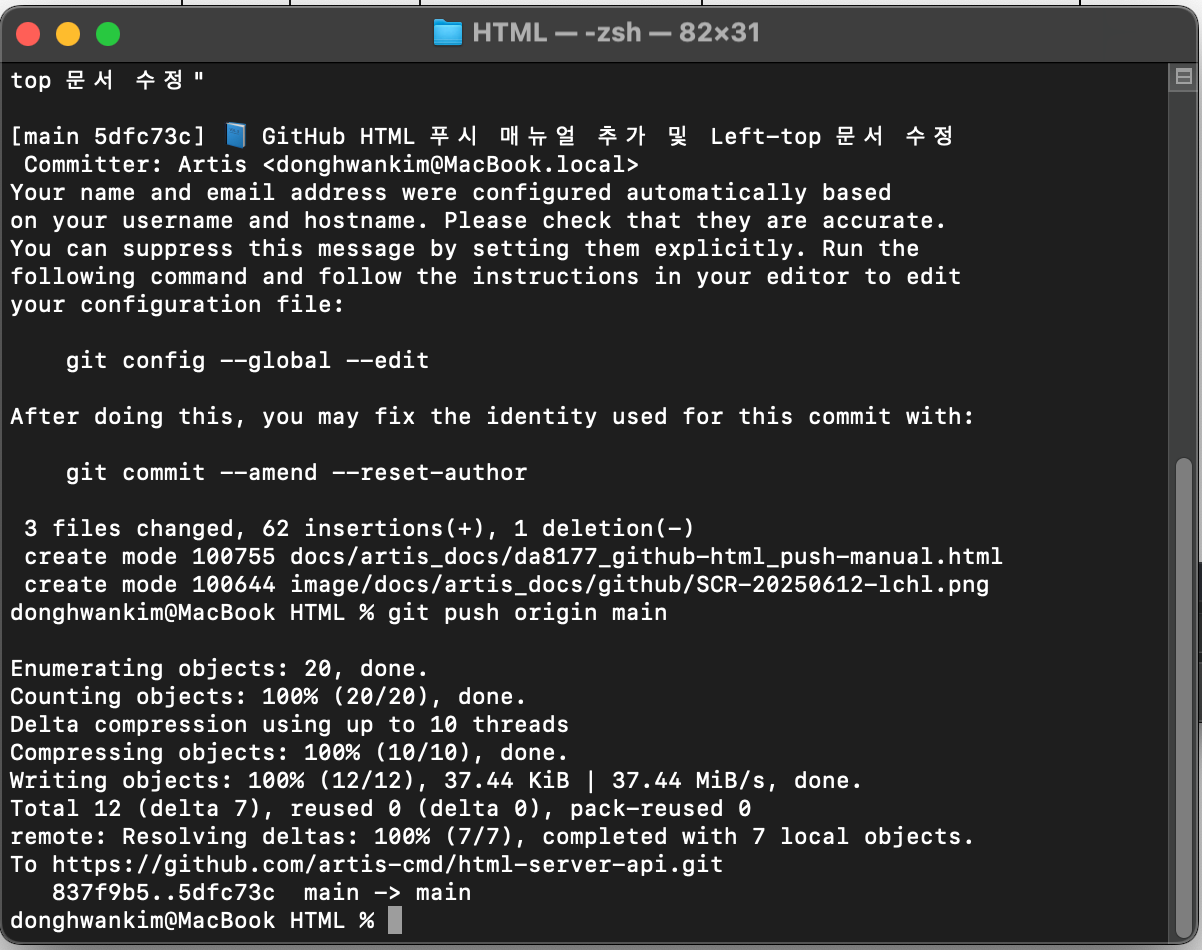 HTML — -zsh — 82×31
top 문서 수정"
[main 5dfc73c] 📘 GitHub HTML 푸시 매뉴얼 추가 및 Left-top 문서 수정
Committer: Artis <donghwankim@MacBook.local>
Your name and email address were configured automatically based
on your username and hostname. Please check that they are accurate.
You can suppress this message by setting them explicitly. Run the
following command and follow the instructions in your editor to edit
your configuration file:
git config --global --edit
After doing this, you may fix the identity used for this commit with:
git commit --amend --reset-author
3 files changed, 62 insertions(+), 1 deletion(-)
create mode 100755 docs/artis_docs/da8177_github-html_push-manual.html
create mode 100644 image/docs/artis_docs/github/SCR-20250612-lchl.png
donghwankim@MacBook HTML % git push origin main
Enumerating objects: 20, done.
Counting objects: 100% (20/20), done.
Delta compression using up to 10 threads
Compressing objects: 100% (10/10), done.
Writing objects: 100% (12/12), 37.44 KiB | 37.44 MiB/s, done.
Total 12 (delta 7), reused 0 (delta 0), pack-reused 0
remote: Resolving deltas: 100% (7/7), completed with 7 local objects.
To https://github.com/artis-cmd/html-server-api.git
837f9b5..5dfc73c  main -> main
donghwankim@MacBook HTML %